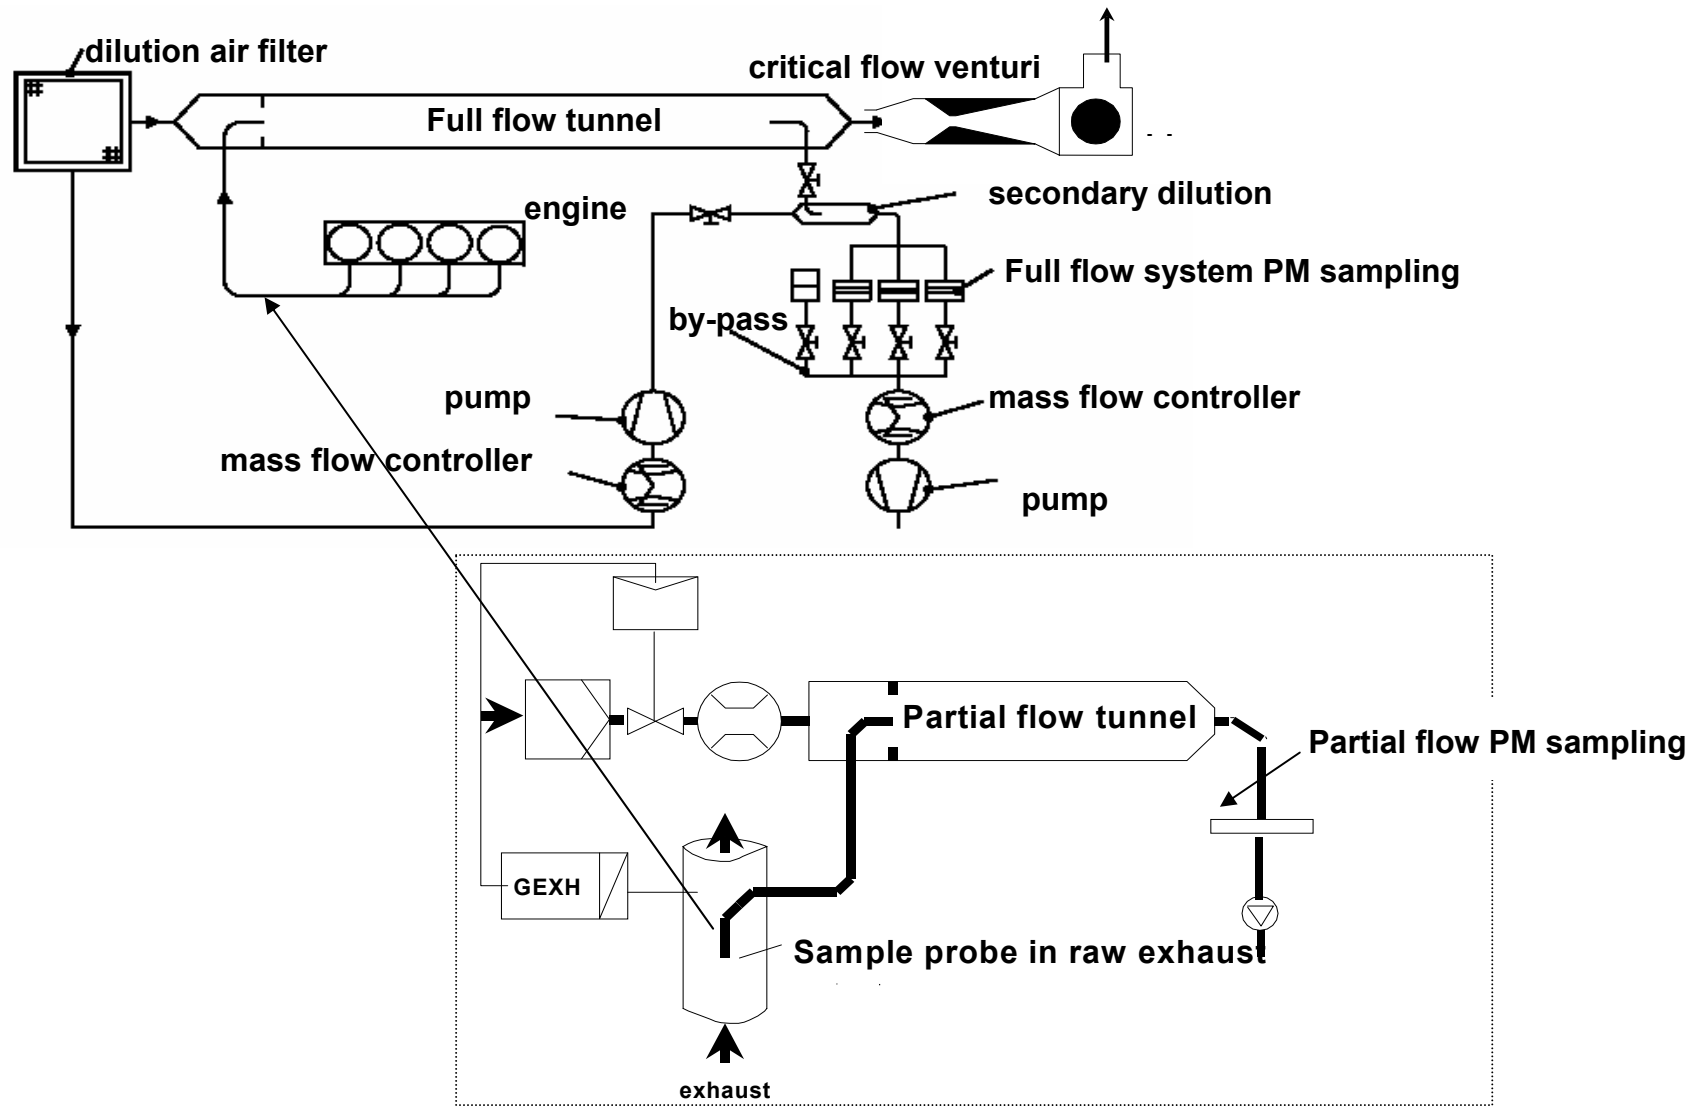 dilution air filter
critical flow venturi
Full flow tunnel
secondary dilution
engine
Full flow system PM sampling
by-pass
pump
mass flow controller
mass flow controller
pump
Partial flow tunnel
Partial flow PM sampling
GEXH
Sample probe in raw exhaust
exhaust